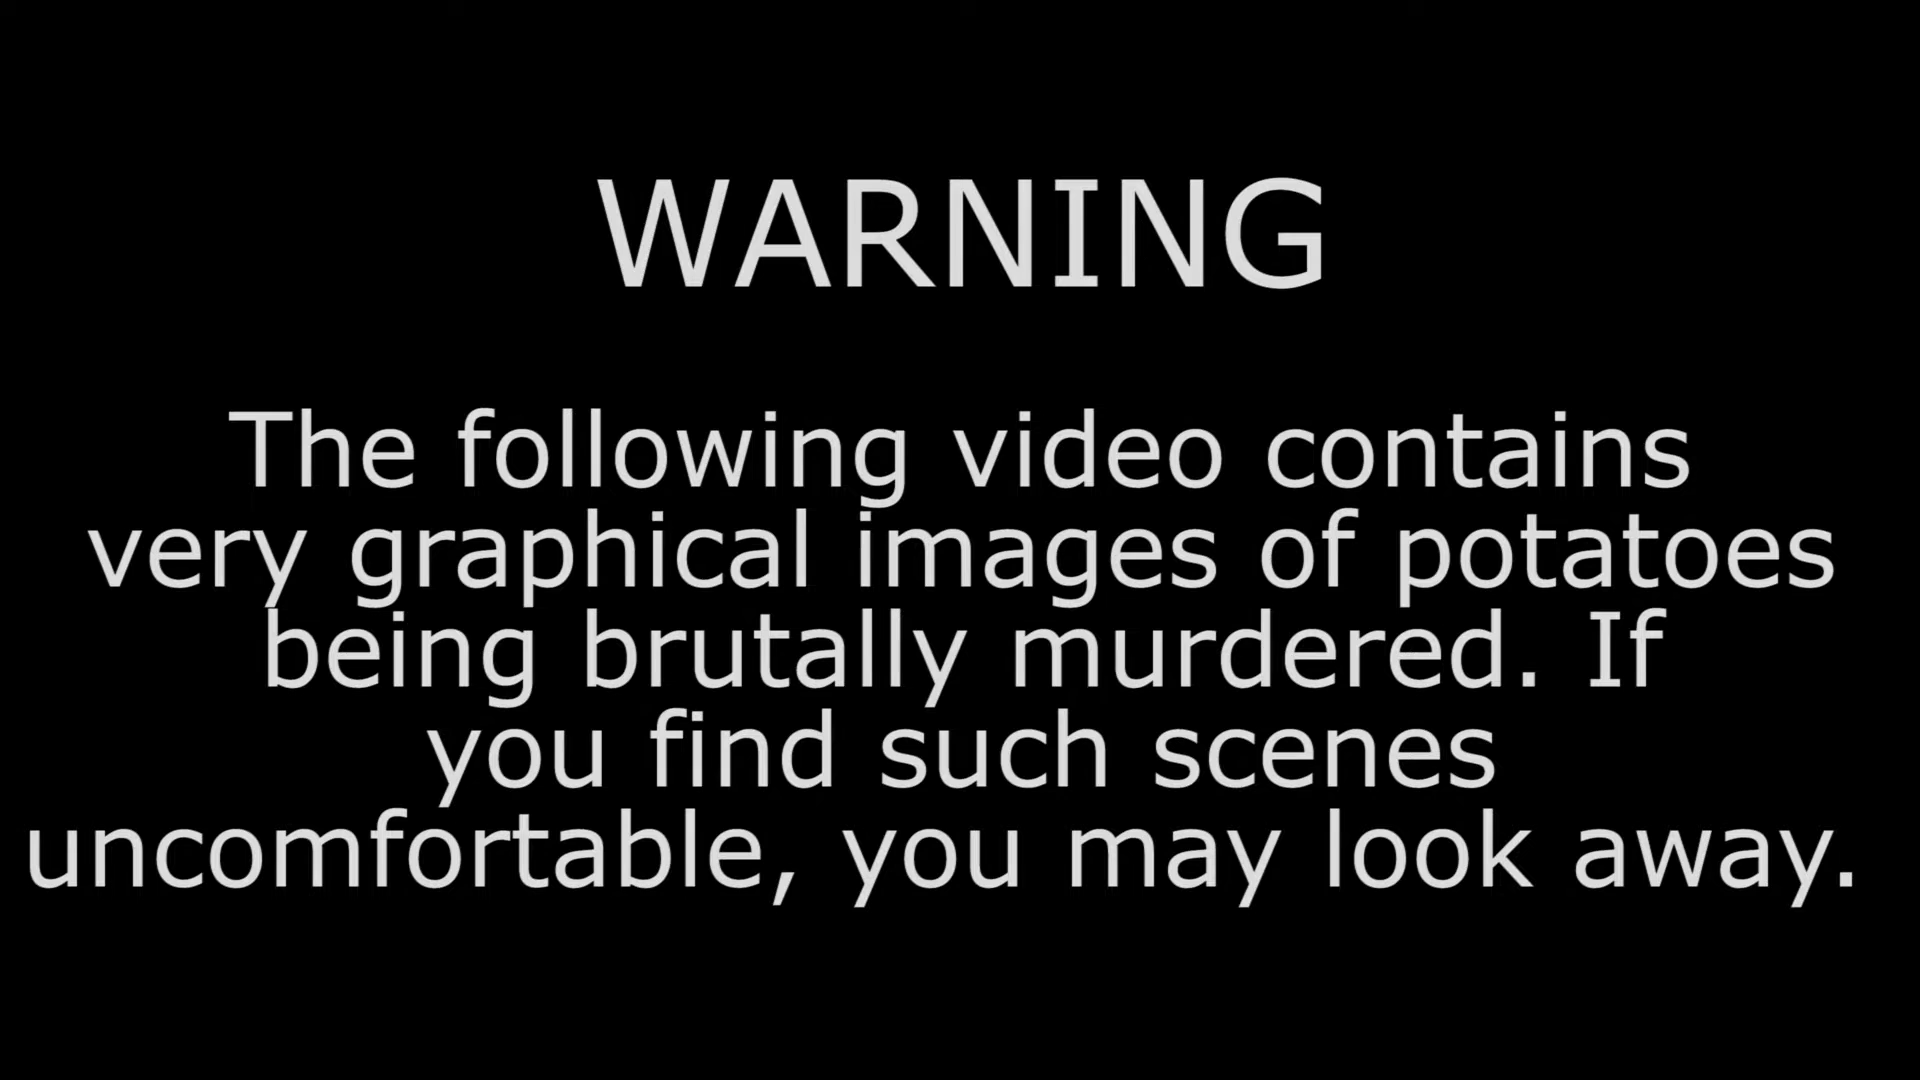 WARNING
The following video contains
very graphical images of potatoes
being brutally murdered. If
you find such scenes
uncomfortable, you may look away.